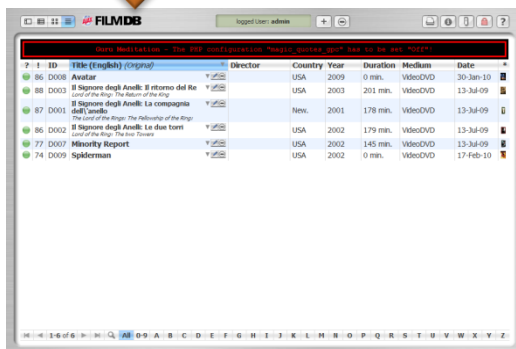 FILMDB
logged User: admin
Guru Meditation - The PHP configuration "magic_quotes_gpc" has to be set "Off"!
? ! ID Title (English) (Original) Director Country Year Duration Medium Date
86 D008 Avatar USA 2009 0 min. VideoDVD 30-Jan-10
88 D003 Il Signore degli Anelli: Il ritorno del Re USA 2003 201 min. VideoDVD 13-Jul-09
Lord of the Rings: The Return of the King
87 D001 Il Signore degli Anelli: La compagnia New. 2001 178 min. VideoDVD 13-Jul-09
dell\'anello
The Lord of the Rings: The Fellowship of the Rings
86 D002 Il Signore degli Anelli: Le due torri USA 2002 179 min. VideoDVD 13-Jul-09
Lord of the Rings: The two Towers
77 D007 Minority Report USA 2002 145 min. VideoDVD 13-Jul-09
74 D009 Spiderman USA 2002 0 min. VideoDVD 17-Feb-10
1-6 of 6 All 0-9 A B C D E F G H I J K L M N O P Q R S T U V W X Y Z